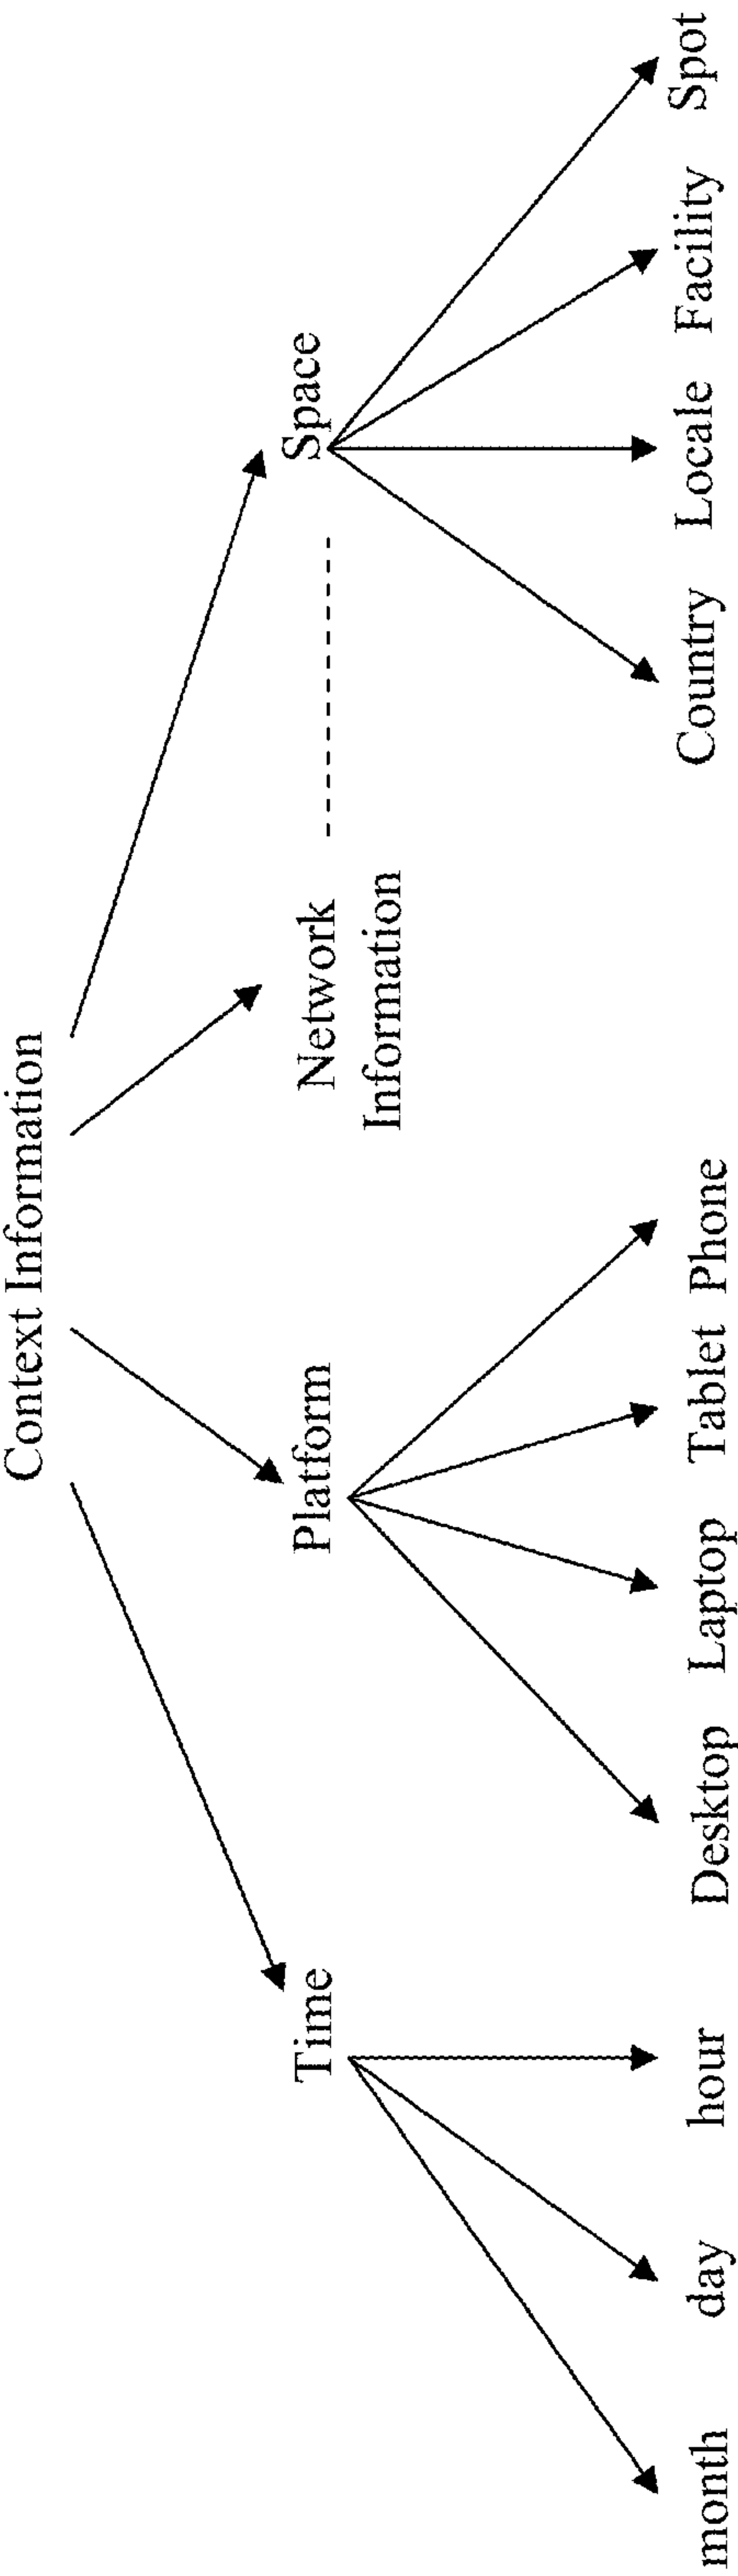 Context Information
Time
Platform
Network
Information
Space
month
day
hour
Desktop
Laptop
Tablet
Phone
Country
Locale
Facility
Spot